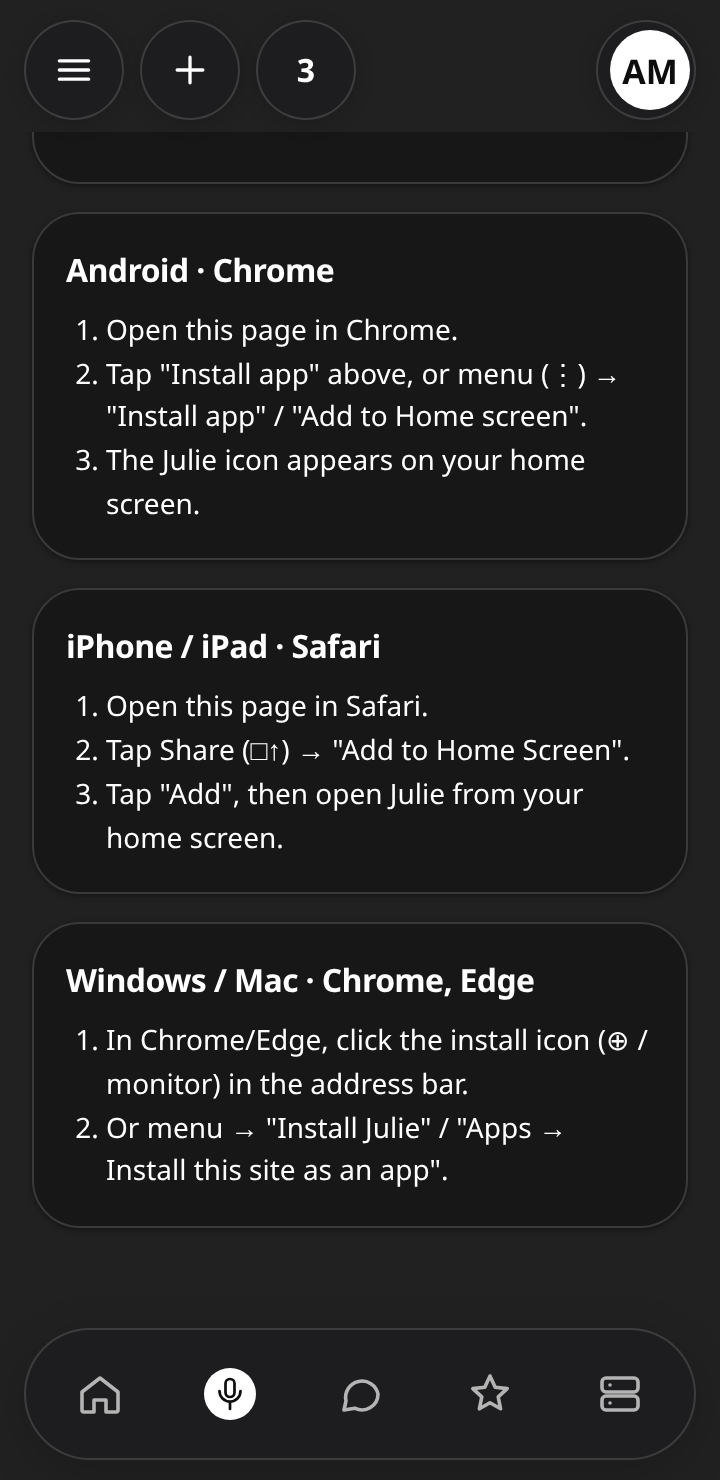 3
AM
Android · Chrome
1. Open this page in Chrome.
2. Tap "Install app" above, or menu (⋮) →
"Install app" / "Add to Home screen".
3. The Julie icon appears on your home
screen.
iPhone / iPad · Safari
1. Open this page in Safari.
2. Tap Share (□↑) → "Add to Home Screen".
3. Tap "Add", then open Julie from your
home screen.
Windows / Mac · Chrome, Edge
1. In Chrome/Edge, click the install icon (⊕ /
monitor) in the address bar.
2. Or menu → "Install Julie" / "Apps →
Install this site as an app".